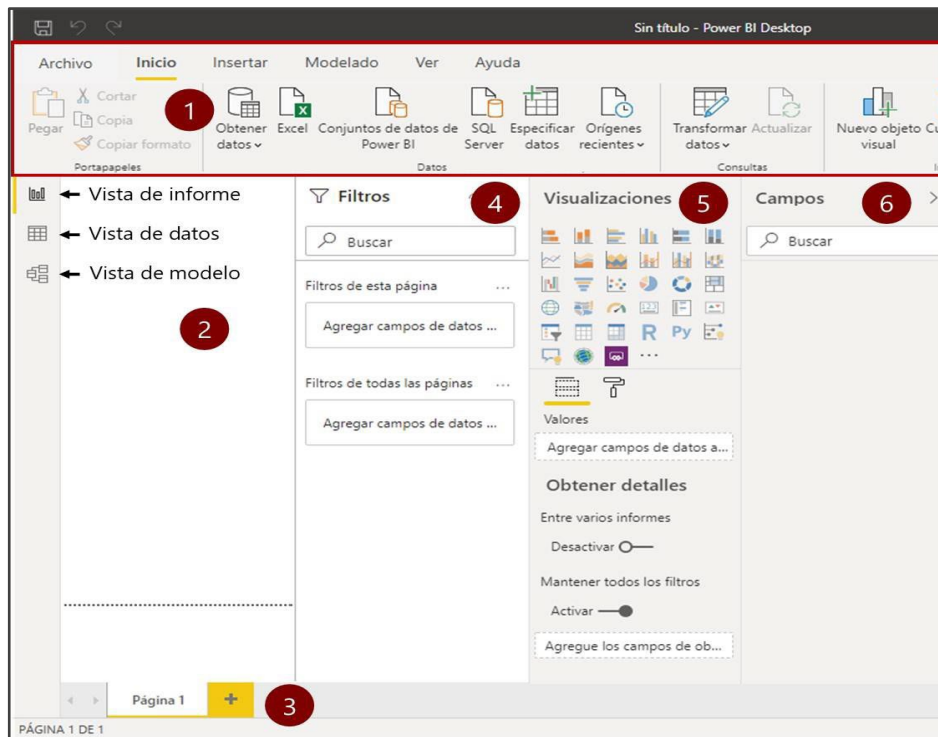 Sin título - Power BI Desktop
Archivo Inicio Insertar Modelado Ver Ayuda
Pegar
Cortar
Copia
Copiar formato
Portapapeles
1
Obtener datos
Excel
Conjuntos de datos de Power BI
SQL Server
Especificar datos
Orígenes recientes
Datos
Transformar datos
Actualizar
Consultas
Nuevo objeto visual
Vista de informe
Vista de datos
Vista de modelo
2
Filtros
4
Buscar
Filtros de esta página ...
Agregar campos de datos ...
Filtros de todas las páginas ...
Agregar campos de datos ...
Visualizaciones
5
123
R Py
...
Valores
Agregar campos de datos a...
Obtener detalles
Entre varios informes
Desactivar
Mantener todos los filtros
Activar
Agregue los campos de ob...
Campos
6
Buscar
Página 1 +
3
PÁGINA 1 DE 1